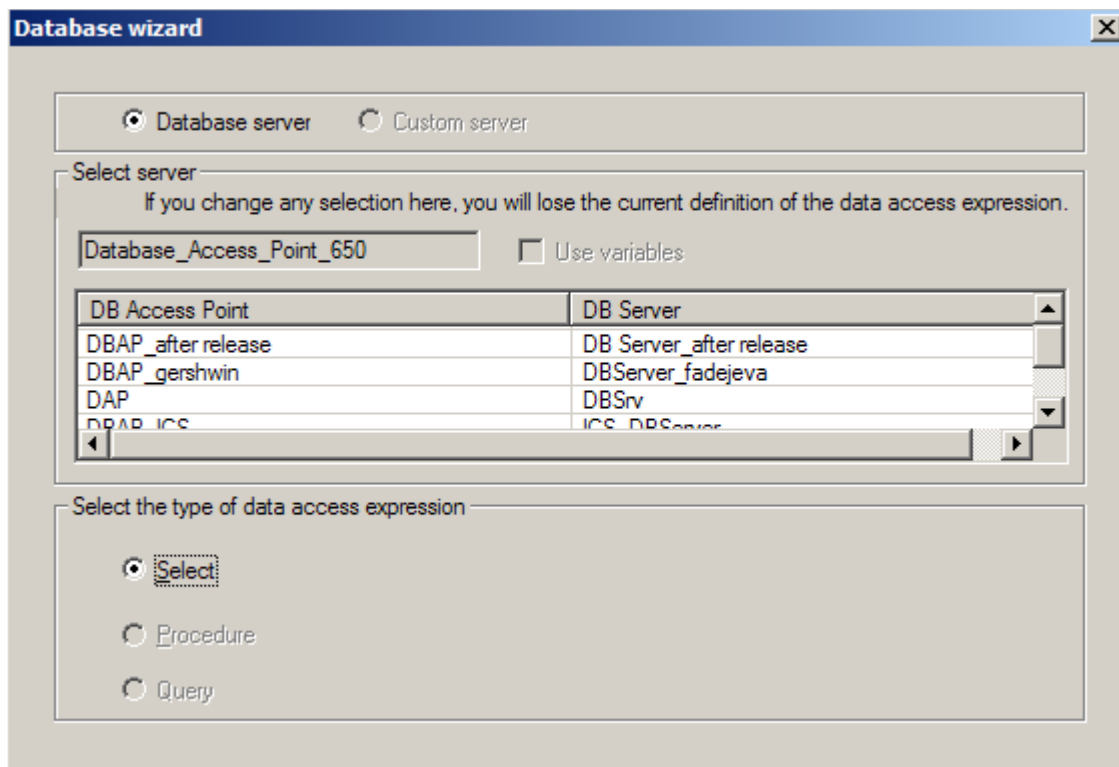 Database wizard
Database server Custom server
Select server
If you change any selection here, you will lose the current definition of the data access expression.
Database_Access_Point_650 Use variables
DB Access Point DB Server
DBAP_after release DB Server_after release
DBAP_gershwin DBServer_fadejeva
DAP DBSrv
DBAP_ICS ICS_DBServer
Select the type of data access expression
Select
Procedure
Query